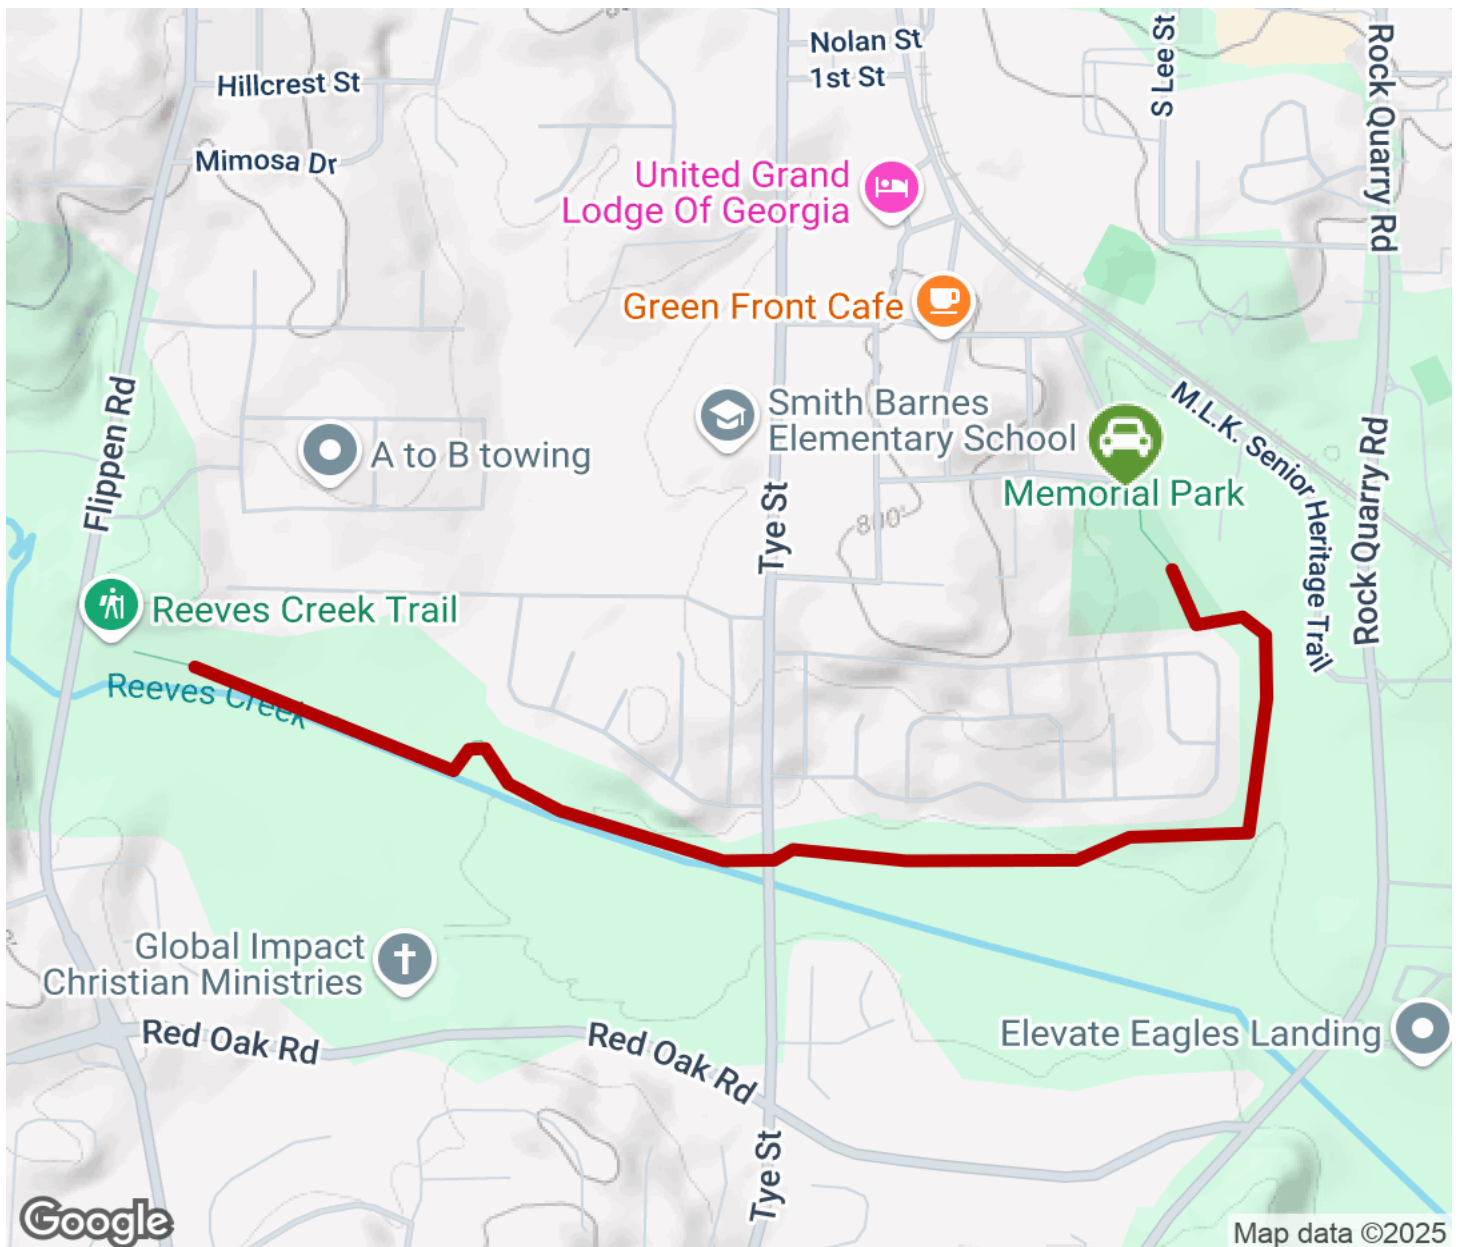 Nolan St
1st St
Hillcrest St
Mimosa Dr
S Lee St
Rock Quarry Rd
United Grand
Lodge Of Georgia
Green Front Cafe
Flippen Rd
A to B towing
Smith Barnes
Elementary School
Memorial Park
M.L.K. Senior Heritage Trail
Rock Quarry Rd
Tye St
800'
Reeves Creek Trail
Reeves Creek
Global Impact
Christian Ministries
Red Oak Rd
Red Oak Rd
Elevate Eagles Landing
Tye St
Google
Map data ©2025